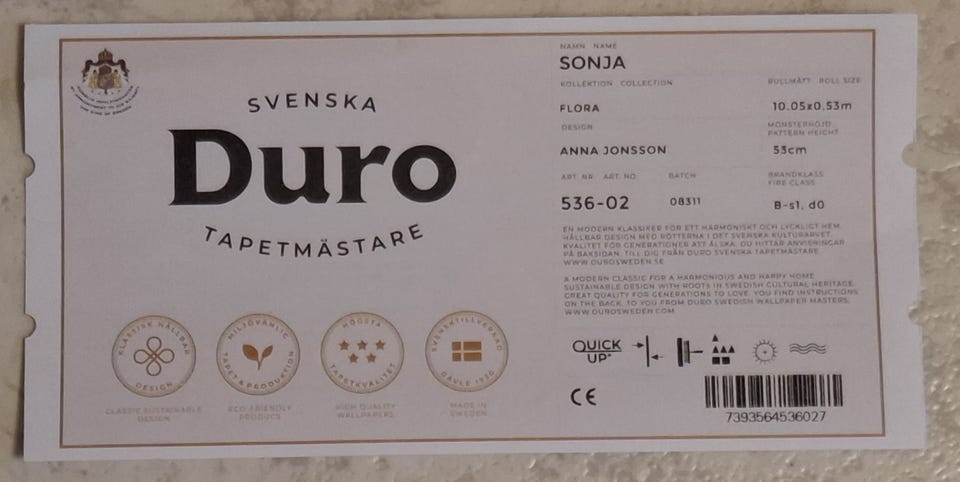 SVENSKA
Duro
TAPETMÄSTARE
KLASSISK HÅLLBAR
DESIGN
CLASSIC SUSTAINABLE
DESIGN
MILJÖVÄNLIG
TAPET & PRODUKTION
ECO-FRIENDLY
PRODUCT
HÖGSTA
TAPETKVALITET
HIGH QUALITY
WALLPAPERS
SVENSKTILLVERKAD
GÄVLE 1930
MADE IN
SWEDEN
NAMN NAME
SONJA
KOLLEKTION COLLECTION
RULLMÅTT ROLL SIZE
FLORA
10.05x0,53m
DESIGN
MÖNSTERHÖJD
PATTERN HEIGHT
ANNA JONSSON
53cm
ART NR ART. NO.
BATCH
BRANDKLASS
FIRE CLASS
536-02
08311
B-s1, d0
EN MODERN KLASSIKER FÖR ETT HARMONISKT OCH LYCKLIGT HEM.
HÅLLBAR DESIGN MED RÖTTERNA I DET SVENSKA KULTURARVET.
KVALITET FÖR GENERATIONER ATT ÄLSKA. DU HITTAR ANVISNINGAR
PÅ BAKSIDAN. TILL DIG FRÅN DURO SVENSKA TAPETMÄSTARE.
WWW.DUROSWEDEN.SE
A MODERN CLASSIC FOR A HARMONIOUS AND HAPPY HOME
SUSTAINABLE DESIGN WITH ROOTS IN SWEDISH CULTURAL HERITAGE.
GREAT QUALITY FOR GENERATIONS TO LOVE. YOU FIND INSTRUCTIONS
ON THE BACK. TO YOU FROM DURO SWEDISH WALLPAPER MASTERS.
WWW.DUROSWEDEN.COM
QUICK
UP®
CE
7393564536027